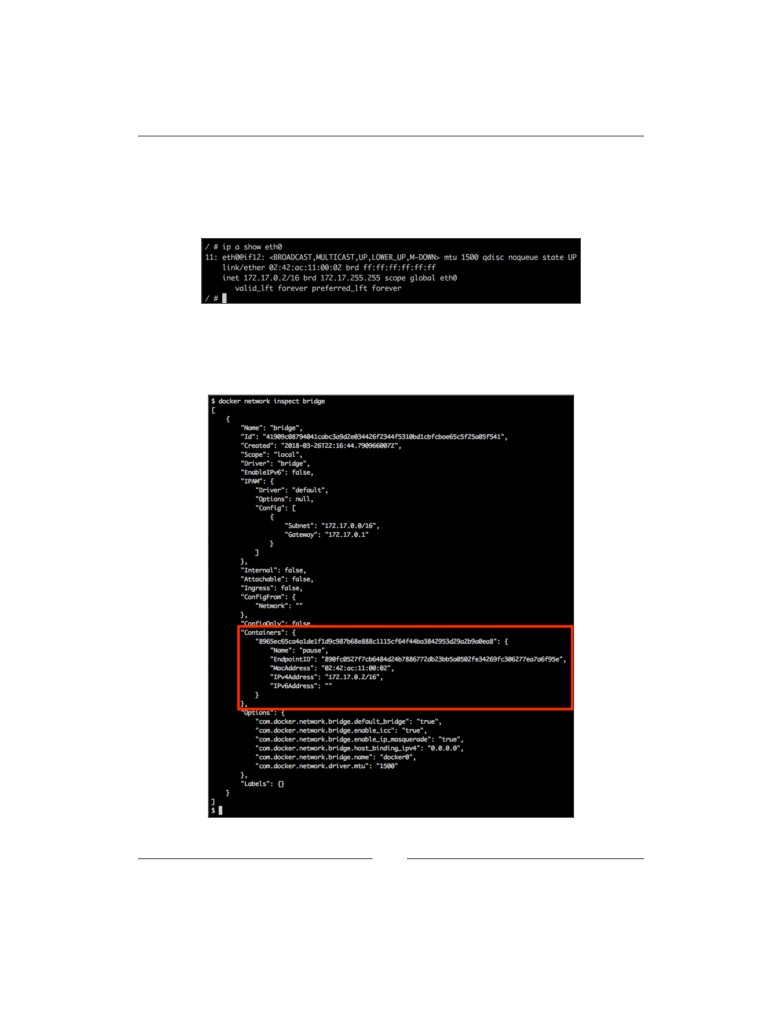 / # ip a show eth0
11: eth0@if12: <BROADCAST,MULTICAST,UP,LOWER_UP,M-DOWN> mtu 1500 qdisc noqueue state UP
link/ether 02:42:ac:11:00:02 brd ff:ff:ff:ff:ff:ff
inet 172.17.0.2/16 brd 172.17.255.255 scope global eth0
valid_lft forever preferred_lft forever
/ #
$ docker network inspect bridge
[
{
"Name": "bridge",
"Id": "41909c08794041cabc3a9d2e034426f2344f5310bd1cbfcbae65c5f25a05f541",
"Created": "2018-03-26T22:16:44.790966007Z",
"Scope": "local",
"Driver": "bridge",
"EnableIPv6": false,
"IPAM": {
"Driver": "default",
"Options": null,
"Config": [
{
"Subnet": "172.17.0.0/16",
"Gateway": "172.17.0.1"
}
]
},
"Internal": false,
"Attachable": false,
"Ingress": false,
"ConfigFrom": {
"Network": ""
},
"ConfigOnly": false,
"Containers": {
"8965ec65ca4a1de1f1d9c987b68e888c1115cf64f44ba3842953d29a2b9a0ea8": {
"Name": "pause",
"EndpointID": "890fc0527f7cb6484d24b7886772db23bb5a0502fe34269fc306277ea7a6f95e",
"MacAddress": "02:42:ac:11:00:02",
"IPv4Address": "172.17.0.2/16",
"IPv6Address": ""
}
},
"Options": {
"com.docker.network.bridge.default_bridge": "true",
"com.docker.network.bridge.enable_icc": "true",
"com.docker.network.bridge.enable_ip_masquerade": "true",
"com.docker.network.bridge.host_binding_ipv4": "0.0.0.0",
"com.docker.network.bridge.name": "docker0",
"com.docker.network.driver.mtu": "1500"
},
"Labels": {}
}
]
$